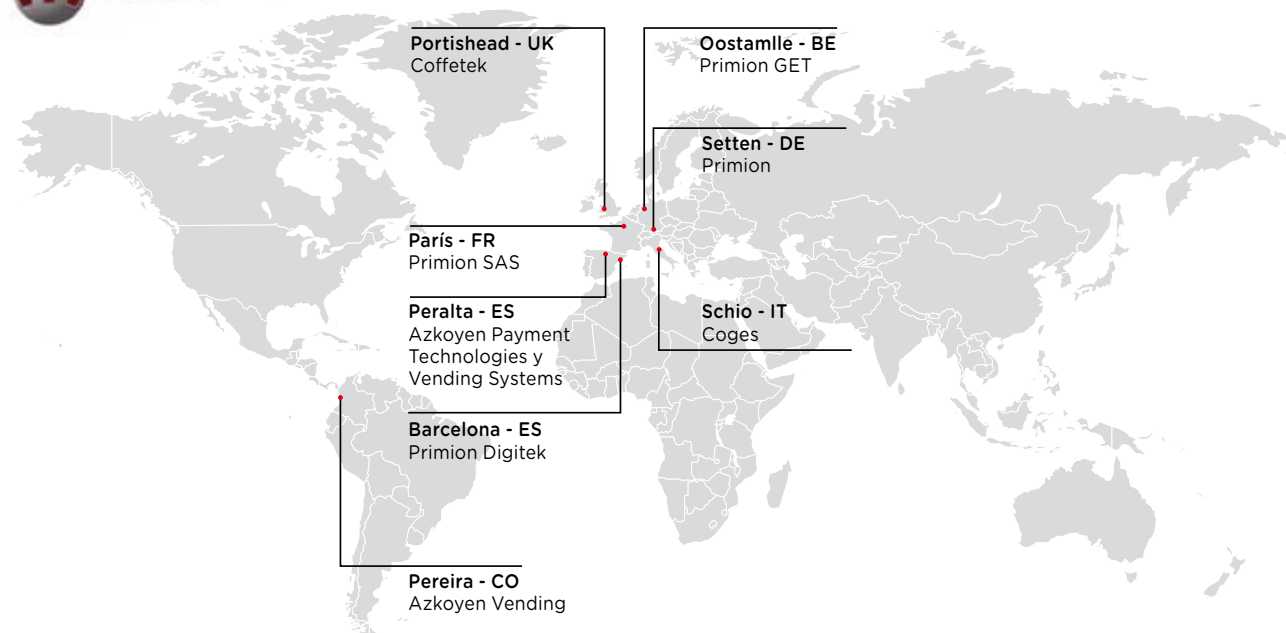 Portishead - UK
Coffetek
Oostamlle - BE
Primion GET
Setten - DE
Primion
París - FR
Primion SAS
Peralta - ES
Azkoyen Payment
Technologies y
Vending Systems
Schio - IT
Coges
Barcelona - ES
Primion Digitek
Pereira - CO
Azkoyen Vending